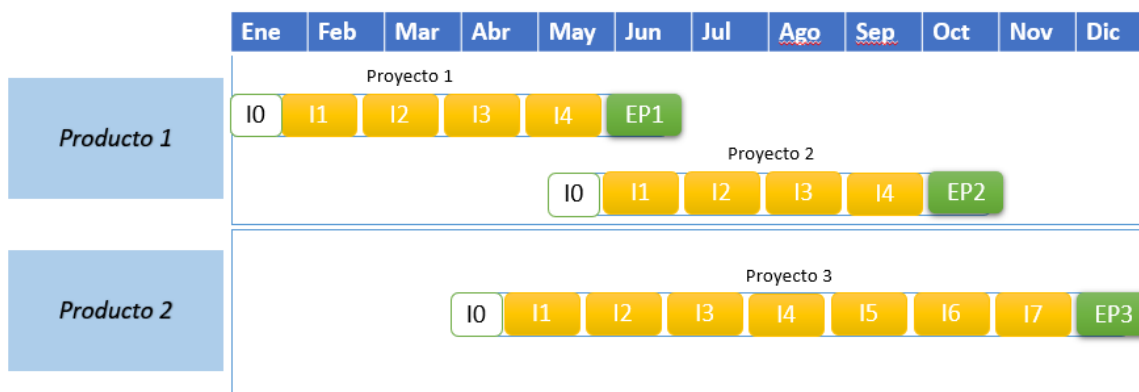 Ene Feb Mar Abr May Jun Jul Ago Sep Oct Nov Dic
Proyecto 1
Producto 1
I0 I1 I2 I3 I4 EP1
Proyecto 2
I0 I1 I2 I3 I4 EP2
Proyecto 3
Producto 2
I0 I1 I2 I3 I4 I5 I6 I7 EP3